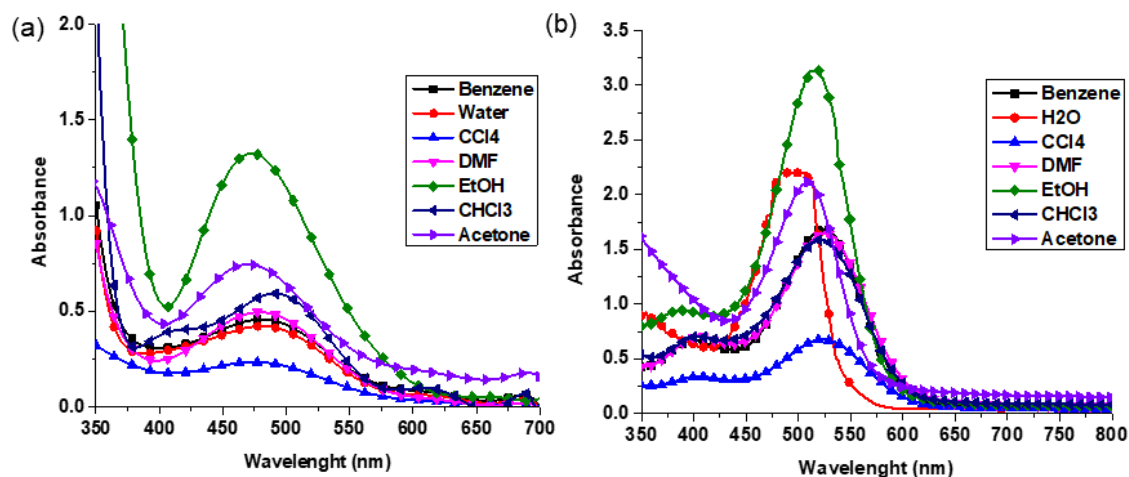 (a)
2.0
1.5
1.0
0.5
0.0
Absorbance
350 400 450 500 550 600 650 700
Wavelenght (nm)
Benzene
Water
CCl4
DMF
EtOH
CHCl3
Acetone
(b)
3.5
3.0
2.5
2.0
1.5
1.0
0.5
0.0
Absorbance
350 400 450 500 550 600 650 700 750 800
Wavelenght (nm)
Benzene
H2O
CCl4
DMF
EtOH
CHCl3
Acetone